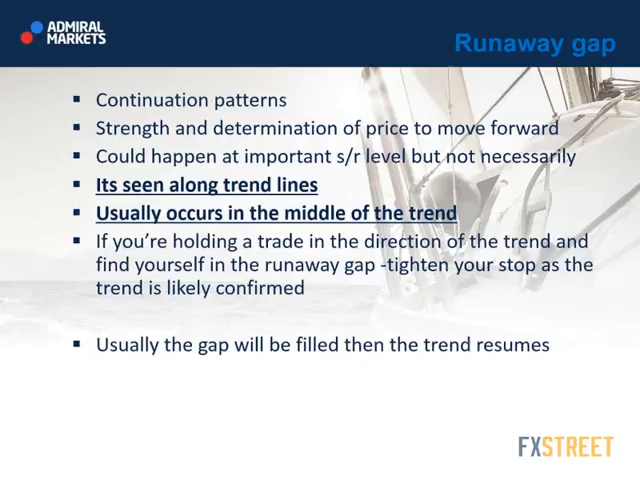 ADMIRAL
MARKETS
Runaway gap
▪ Continuation patterns
▪ Strength and determination of price to move forward
▪ Could happen at important s/r level but not necessarily
▪ Its seen along trend lines
▪ Usually occurs in the middle of the trend
▪ If you're holding a trade in the direction of the trend and
find yourself in the runaway gap -tighten your stop as the
trend is likely confirmed
▪ Usually the gap will be filled then the trend resumes
FXSTREET